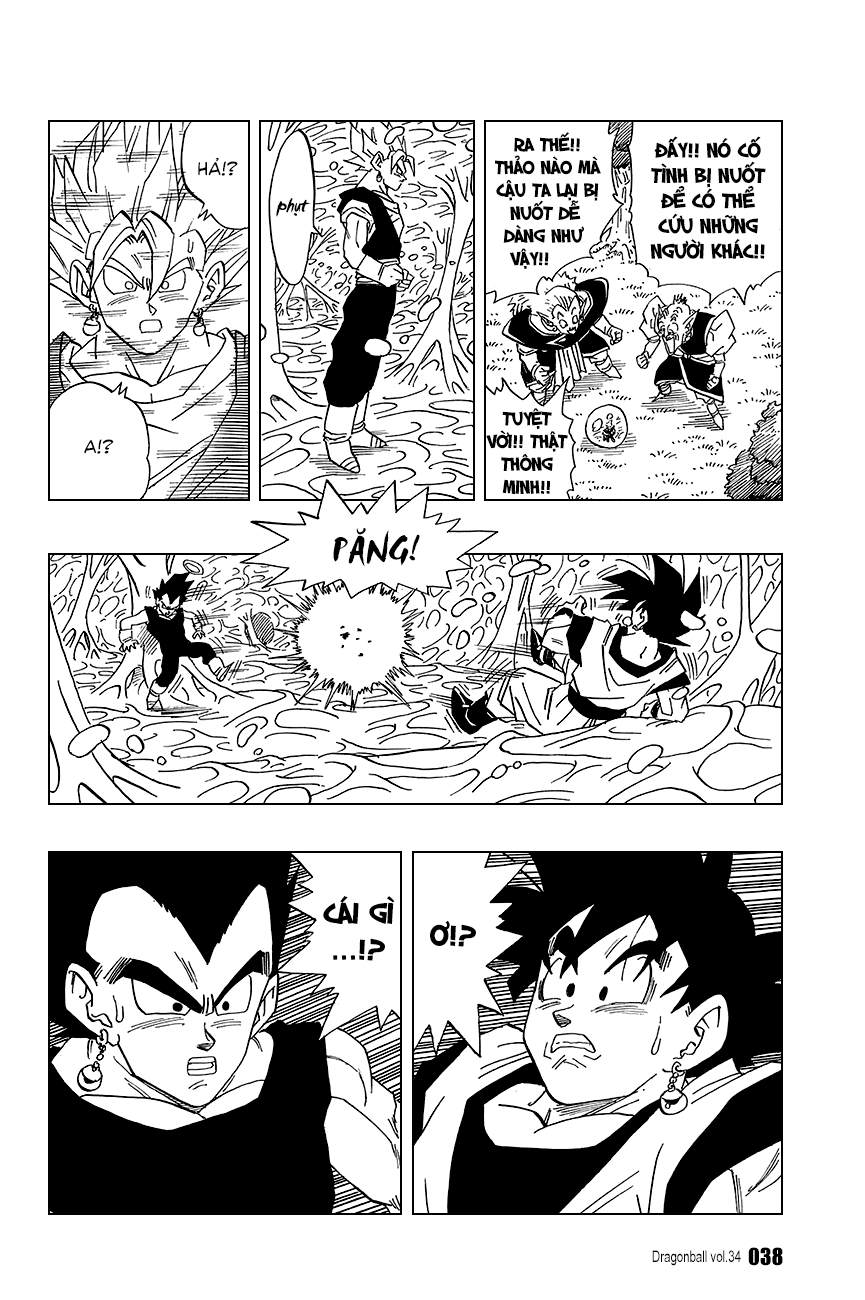 ĐẤY!! NÓ CỐ
TÌNH BỊ NUỐT
ĐỂ CÓ THỂ
CỨU NHỮNG
NGƯỜI KHÁC!!
RA THẾ!!
THẢO NÀO MÀ
CẬU TA LẠI BỊ
NUỐT DỄ
DÀNG NHƯ
VẬY!!
TUYỆT
VỜI!! THẬT
THÔNG
MINH!!
phụt
HẢ!?
A!?
PĂNG!
Ơ!?
CÁI GÌ
...!?
Dragonball vol.34 038